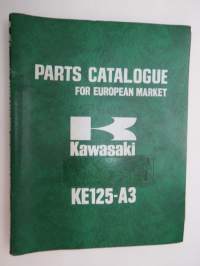 PARTS CATALOGUE
FOR EUROPEAN MARKET
Kawasaki
KE125-A3